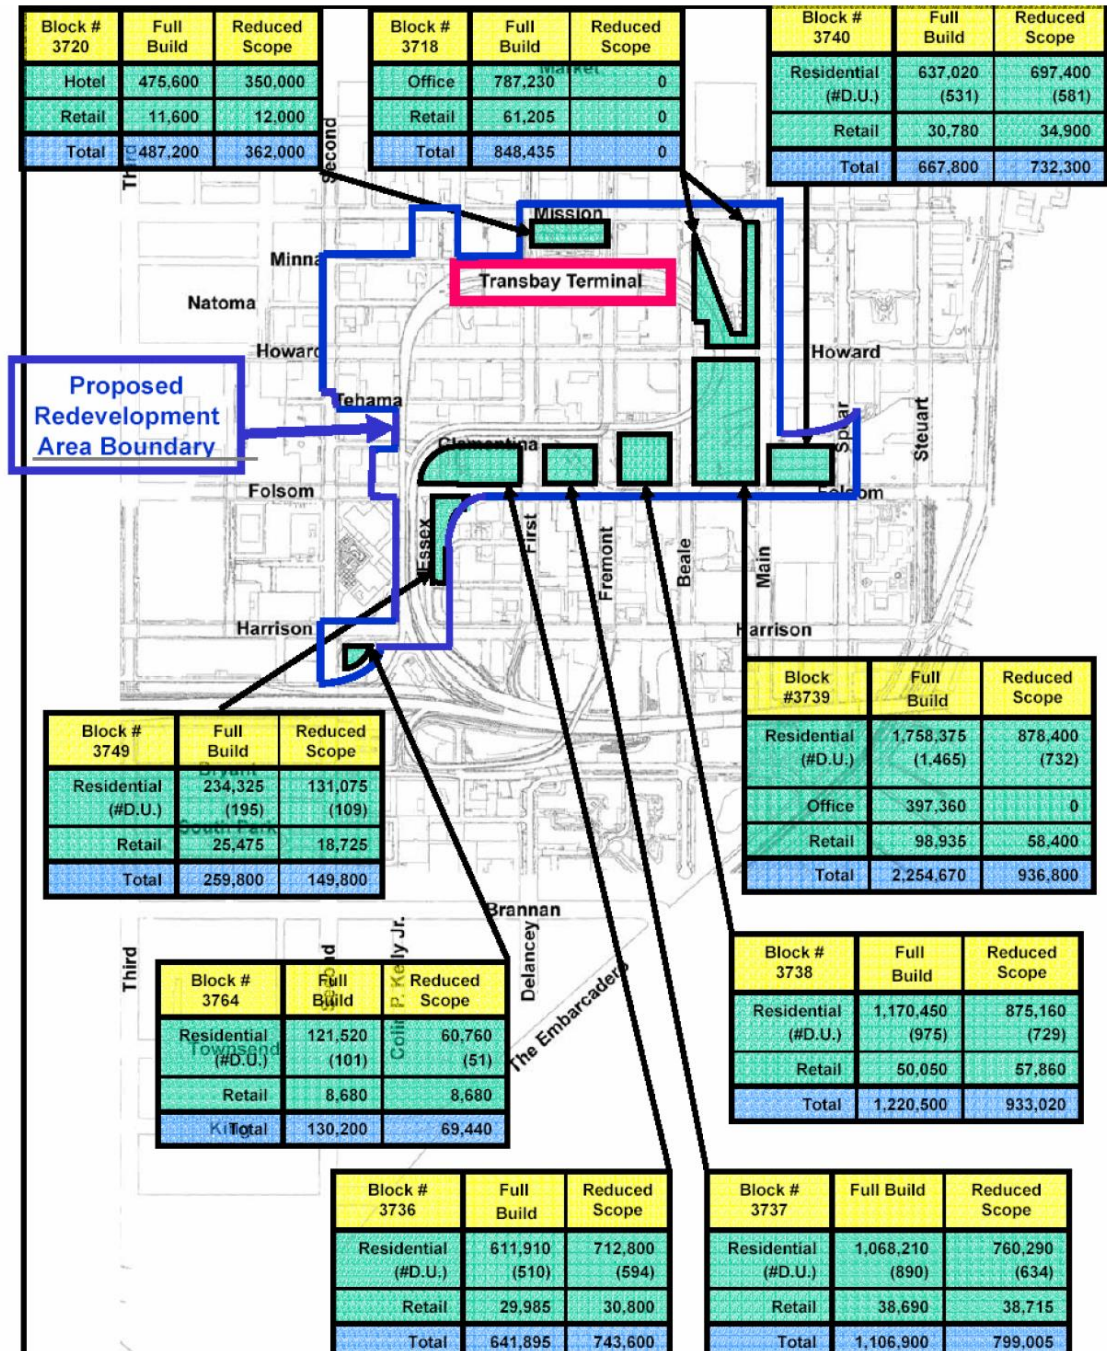 Block # 3720 Full Build Reduced Scope
Hotel 475,600 350,000
Retail 11,600 12,000
Total 487,200 362,000
Block # 3718 Full Build Reduced Scope
Office 787,230 0
Retail 61,205 0
Total 848,435 0
Block # 3740 Full Build Reduced Scope
Residential 637,020 697,400
(#D.U.) (531) (581)
Retail 30,780 34,900
Total 667,800 732,300
Market
Third
Second
Mission
Minna
Transbay Terminal
Natoma
Howard
Howard
Proposed
Redevelopment
Area Boundary
Tehama
Clementina
Spear
Steuart
Folsom
Folsom
Essex
First
Fremont
Beale
Main
Harrison
Harrison
Block #3739 Full Build Reduced Scope
Residential 1,758,375 878,400
(#D.U.) (1,465) (732)
Office 397,360 0
Retail 98,935 58,400
Total 2,254,670 936,800
Block # 3749 Full Build Reduced Scope
Bryant
Residential 234,325 131,075
(#D.U.) (195) (109)
South Park
Retail 25,475 18,725
Total 259,800 149,800
Brannan
Third
Second
Colin P. Kelly Jr.
Delancey
The Embarcadero
Block # 3738 Full Build Reduced Scope
Residential 1,170,450 875,160
(#D.U.) (975) (729)
Retail 50,050 57,860
Total 1,220,500 933,020
Block # 3764 Full Build Reduced Scope
Residential 121,520 60,760
Townsend
(#D.U.) (101) (51)
Retail 8,680 8,680
King
Total 130,200 69,440
Block # 3736 Full Build Reduced Scope
Residential 611,910 712,800
(#D.U.) (510) (594)
Retail 29,985 30,800
Total 641,895 743,600
Block # 3737 Full Build Reduced Scope
Residential 1,068,210 760,290
(#D.U.) (890) (634)
Retail 38,690 38,715
Total 1,106,900 799,005